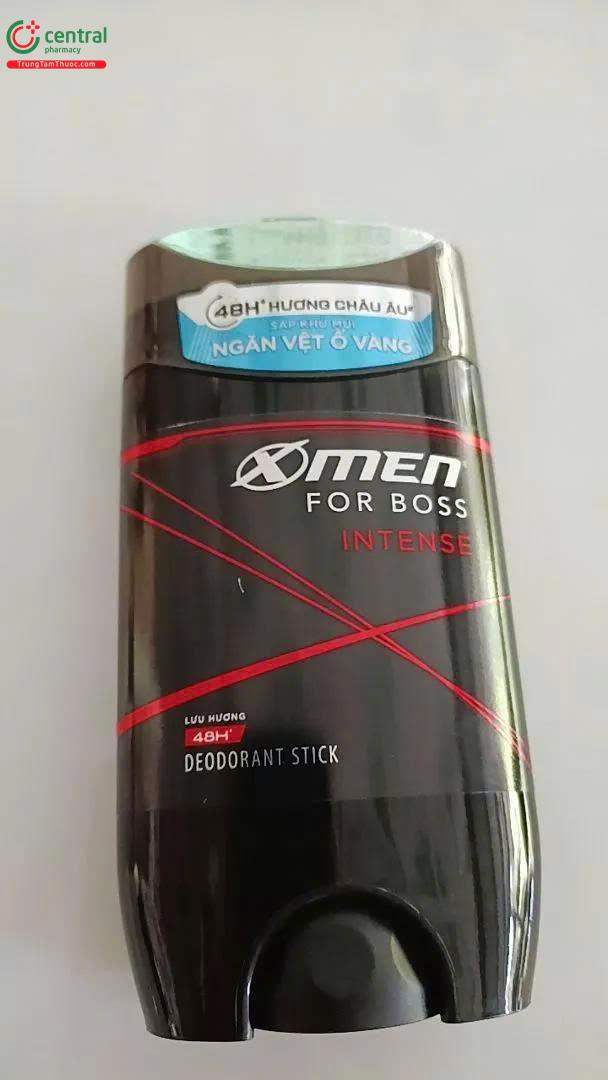 central
pharmacy
TrungTamThuoc.com
48H* HƯƠNG CHÂU ÂU*
SÁP KHỬ MÙI
NGĂN VỆT Ố VÀNG
XMEN
FOR BOSS
INTENSE
LƯU HƯƠNG
48H*
DEODORANT STICK